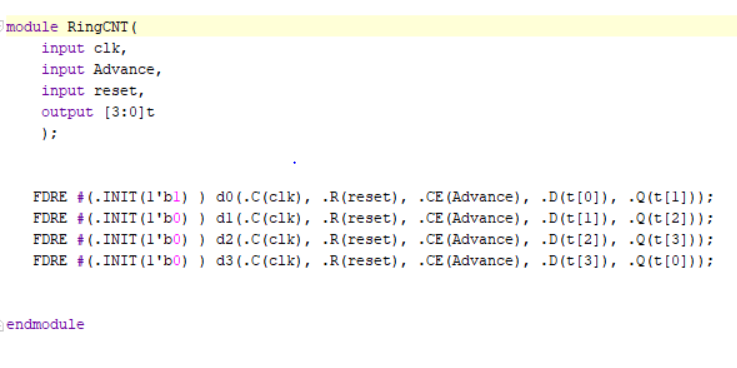 module RingCNT(
input clk,
input Advance,
input reset,
output [3:0]t
);
FDRE #(.INIT(1'b1) ) d0(.C(clk), .R(reset), .CE(Advance), .D(t[0]), .Q(t[1]));
FDRE #(.INIT(1'b0) ) d1(.C(clk), .R(reset), .CE(Advance), .D(t[1]), .Q(t[2]));
FDRE #(.INIT(1'b0) ) d2(.C(clk), .R(reset), .CE(Advance), .D(t[2]), .Q(t[3]));
FDRE #(.INIT(1'b0) ) d3(.C(clk), .R(reset), .CE(Advance), .D(t[3]), .Q(t[0]));
endmodule